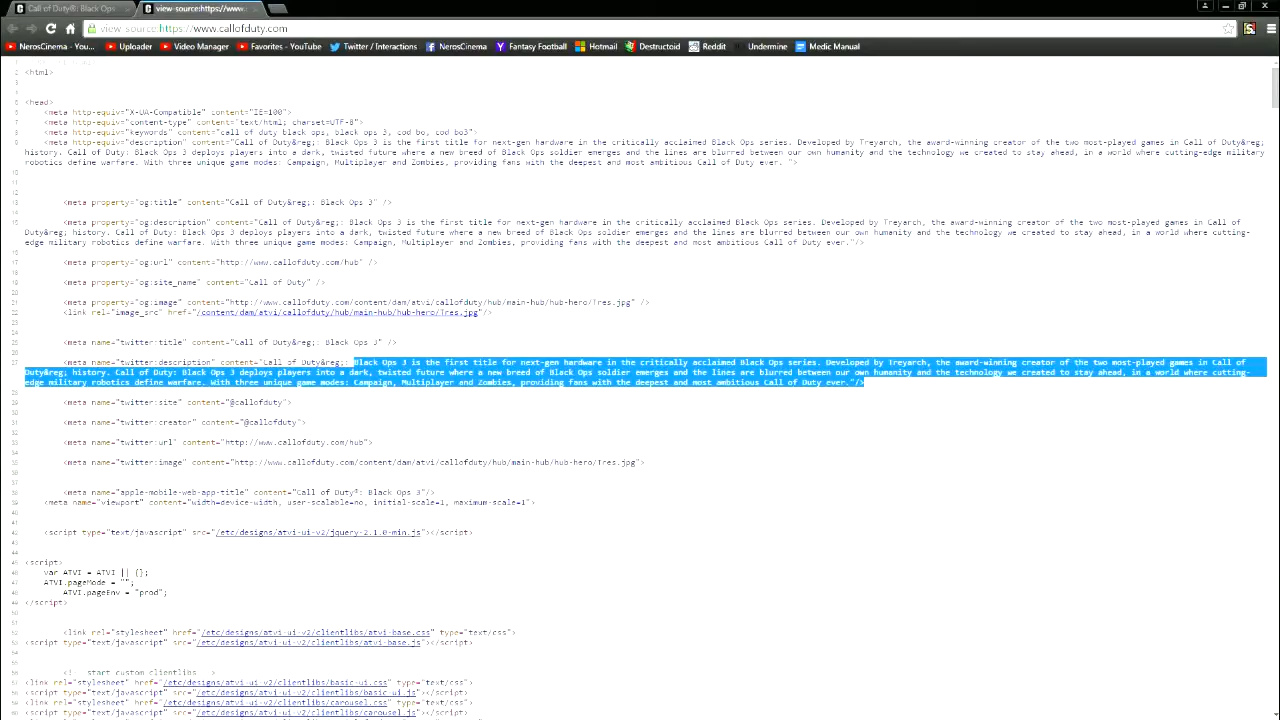 Call of Duty®: Black Ops
view-source:https://www.
view-source:https://www.callofduty.com
NerosCinema - You... Uploader Video Manager Favorites - YouTube Twitter / Interactions NerosCinema Fantasy Football Hotmail Destructoid Reddit Undermine Medic Manual
<html>
<head>
<meta http-equiv="X-UA-Compatible" content="IE=100">
<meta http-equiv="content-type" content="text/html; charset=UTF-8">
<meta http-equiv="keywords" content="call of duty black ops, black ops 3, cod bo, cod bo3">
<meta http-equiv="description" content="Call of Duty&reg;: Black Ops 3 is the first title for next-gen hardware in the critically acclaimed Black Ops series. Developed by Treyarch, the award-winning creator of the two most-played games in Call of Duty&reg;
history. Call of Duty: Black Ops 3 deploys players into a dark, twisted future where a new breed of Black Ops soldier emerges and the lines are blurred between our own humanity and the technology we created to stay ahead, in a world where cutting-edge military
robotics define warfare. With three unique game modes: Campaign, Multiplayer and Zombies, providing fans with the deepest and most ambitious Call of Duty ever. ">
<meta property="og:title" content="Call of Duty&reg;: Black Ops 3" />
<meta property="og:description" content="Call of Duty&reg;: Black Ops 3 is the first title for next-gen hardware in the critically acclaimed Black Ops series. Developed by Treyarch, the award-winning creator of the two most-played games in Call of
Duty&reg; history. Call of Duty: Black Ops 3 deploys players into a dark, twisted future where a new breed of Black Ops soldier emerges and the lines are blurred between our own humanity and the technology we created to stay ahead, in a world where cutting-
edge military robotics define warfare. With three unique game modes: Campaign, Multiplayer and Zombies, providing fans with the deepest and most ambitious Call of Duty ever."/>
<meta property="og:url" content="http://www.callofduty.com/hub" />
<meta property="og:site_name" content="Call of Duty" />
<meta property="og:image" content="http://www.callofduty.com/content/dam/atvi/callofduty/hub/main-hub/hub-hero/Tres.jpg" />
<link rel="image_src" href="/content/dam/atvi/callofduty/hub/main-hub/hub-hero/Tres.jpg"/>
<meta name="twitter:title" content="Call of Duty&reg;: Black Ops 3" />
<meta name="twitter:description" content="Call of Duty&reg;: Black Ops 3 is the first title for next-gen hardware in the critically acclaimed Black Ops series. Developed by Treyarch, the award-winning creator of the two most-played games in Call of
Duty&reg; history. Call of Duty: Black Ops 3 deploys players into a dark, twisted future where a new breed of Black Ops soldier emerges and the lines are blurred between our own humanity and the technology we created to stay ahead, in a world where cutting-
edge military robotics define warfare. With three unique game modes: Campaign, Multiplayer and Zombies, providing fans with the deepest and most ambitious Call of Duty ever."/>
<meta name="twitter:site" content="@callofduty">
<meta name="twitter:creator" content="@callofduty">
<meta name="twitter:url" content="http://www.callofduty.com/hub">
<meta name="twitter:image" content="http://www.callofduty.com/content/dam/atvi/callofduty/hub/main-hub/hub-hero/Tres.jpg">
<meta name="apple-mobile-web-app-title" content="Call of Duty®: Black Ops 3"/>
<meta name="viewport" content="width=device-width, user-scalable=no, initial-scale=1, maximum-scale=1">
<script type="text/javascript" src="/etc/designs/atvi-ui-v2/jquery-2.1.0-min.js"></script>
<script>
var ATVI = ATVI || {};
ATVI.pageMode = "";
ATVI.pageEnv = "prod";
</script>
<link rel="stylesheet" href="/etc/designs/atvi-ui-v2/clientlibs/atvi-base.css" type="text/css">
<script type="text/javascript" src="/etc/designs/atvi-ui-v2/clientlibs/atvi-base.js"></script>
<!-- start custom clientlibs -->
<link rel="stylesheet" href="/etc/designs/atvi-ui-v2/clientlibs/basic-ui.css" type="text/css">
<script type="text/javascript" src="/etc/designs/atvi-ui-v2/clientlibs/basic-ui.js"></script>
<link rel="stylesheet" href="/etc/designs/atvi-ui-v2/clientlibs/carousel.css" type="text/css">
<script type="text/javascript" src="/etc/designs/atvi-ui-v2/clientlibs/carousel.js"></script>